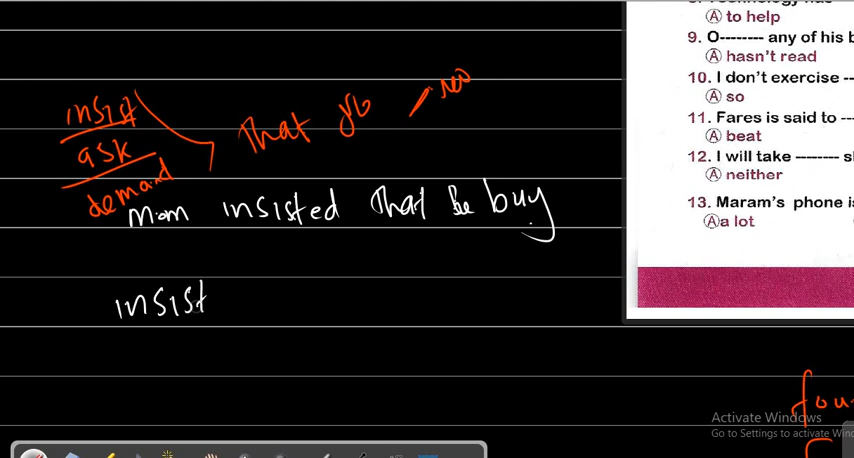 insist
ask
demand
that
Mom insisted that he buy
insist
to help
9. O-------- any of his b
A hasn't read
10. I don't exercise --
A so
11. Fares is said to --
A beat
12. I will take -------- s
A neither
13. Maram's phone is
A a lot
fou
Activate Windows
Go to Settings to activate Win